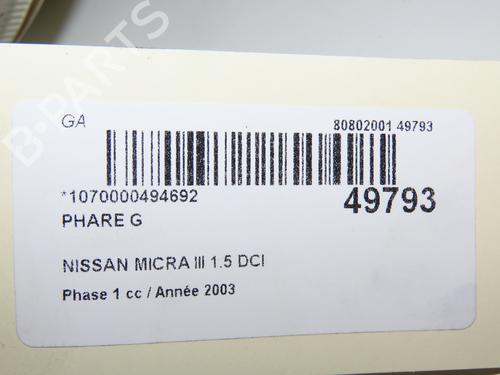 GA
80802001 49793
*1070000494692
49793
PHARE G
NISSAN MICRA III 1.5 DCI
Phase 1 cc / Année 2003
B-PARTS